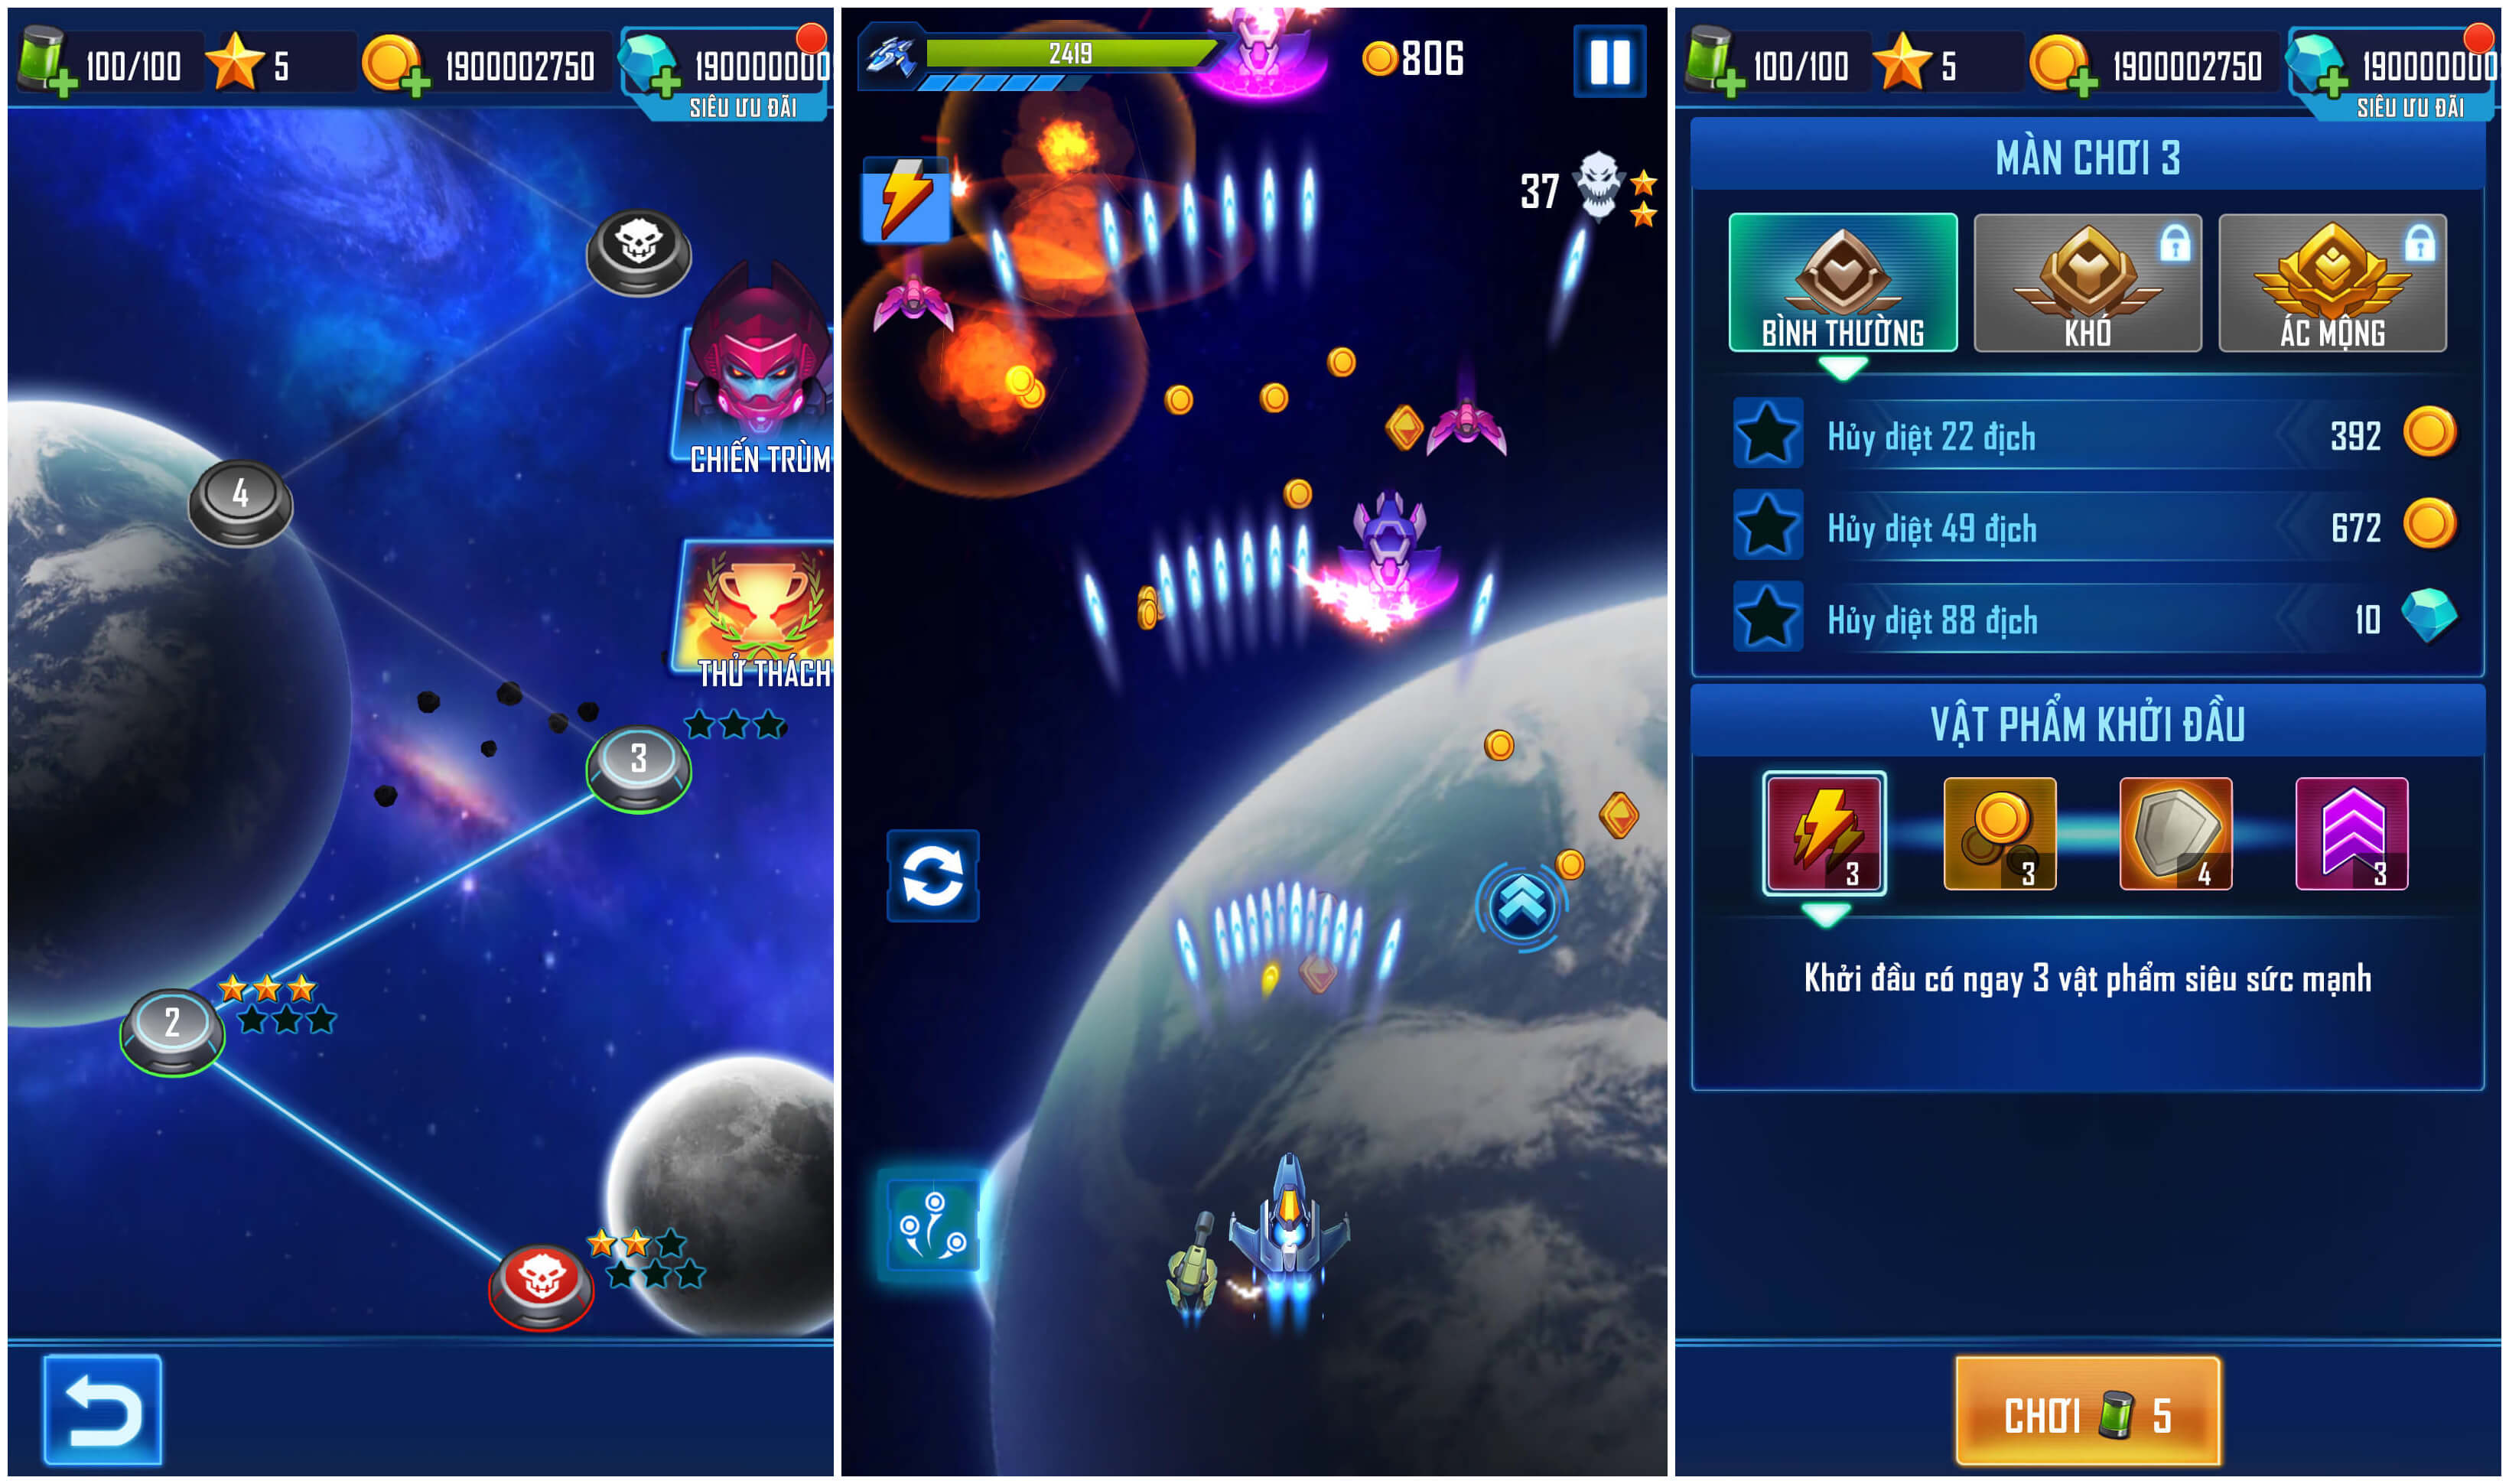 100/100
5
1900002750
190000000
SIÊU ƯU ĐÃI
CHIẾN TRÙM
4
THỬ THÁCH
3
2
2419
806
37
100/100
5
1900002750
190000000
SIÊU ƯU ĐÃI
MÀN CHƠI 3
BÌNH THƯỜNG
KHÓ
ÁC MỘNG
Hủy diệt 22 địch
392
Hủy diệt 49 địch
672
Hủy diệt 88 địch
10
VẬT PHẨM KHỞI ĐẦU
3
3
4
3
Khởi đầu có ngay 3 vật phẩm siêu sức mạnh
CHƠI 5